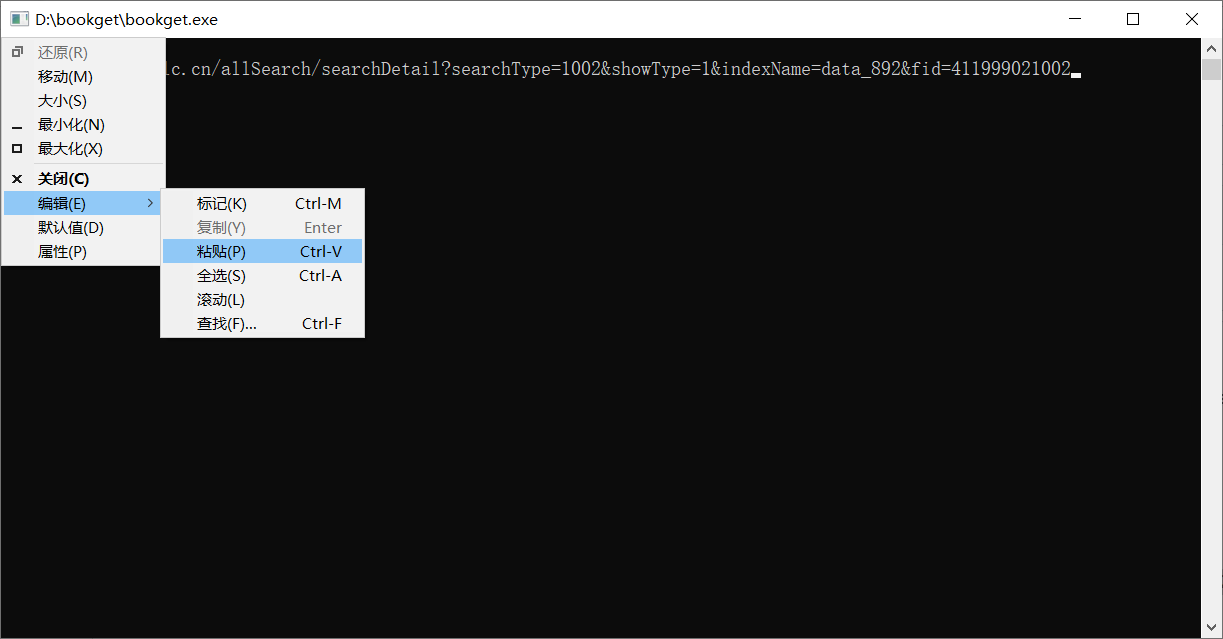 D:\bookget\bookget.exe
lc.cn/allSearch/searchDetail?searchType=1002&showType=1&indexName=data_892&fid=411999021002
还原(R)
移动(M)
大小(S)
最小化(N)
最大化(X)
关闭(C)
编辑(E)
默认值(D)
属性(P)
标记(K) Ctrl-M
复制(Y) Enter
粘贴(P) Ctrl-V
全选(S) Ctrl-A
滚动(L)
查找(F)... Ctrl-F